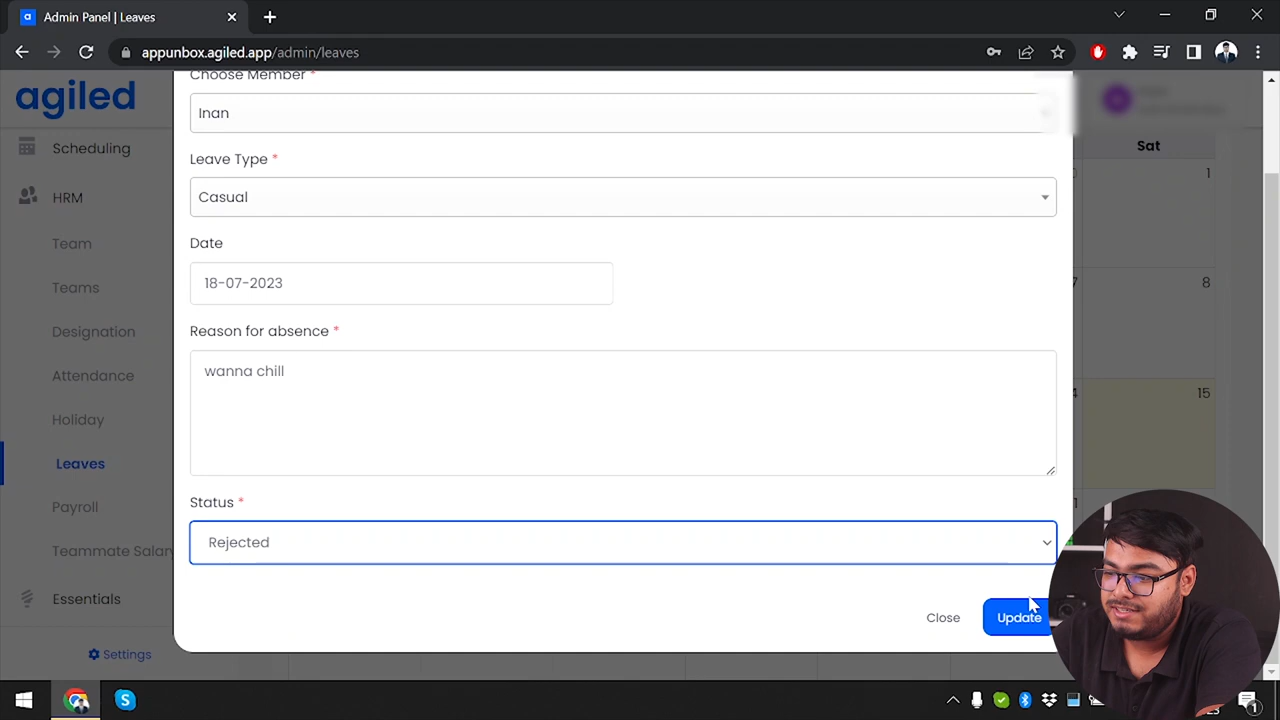 a Admin Panel | Leaves
appunbox.agiled.app/admin/leaves
agiled
Scheduling
HRM
Team
Teams
Designation
Attendance
Holiday
Leaves
Payroll
Teammate Salary
Essentials
Settings
Choose Member *
Inan
Leave Type *
Casual
Date
18-07-2023
Reason for absence *
wanna chill
Status *
Rejected
Close
Update
Sat
1
8
15
1